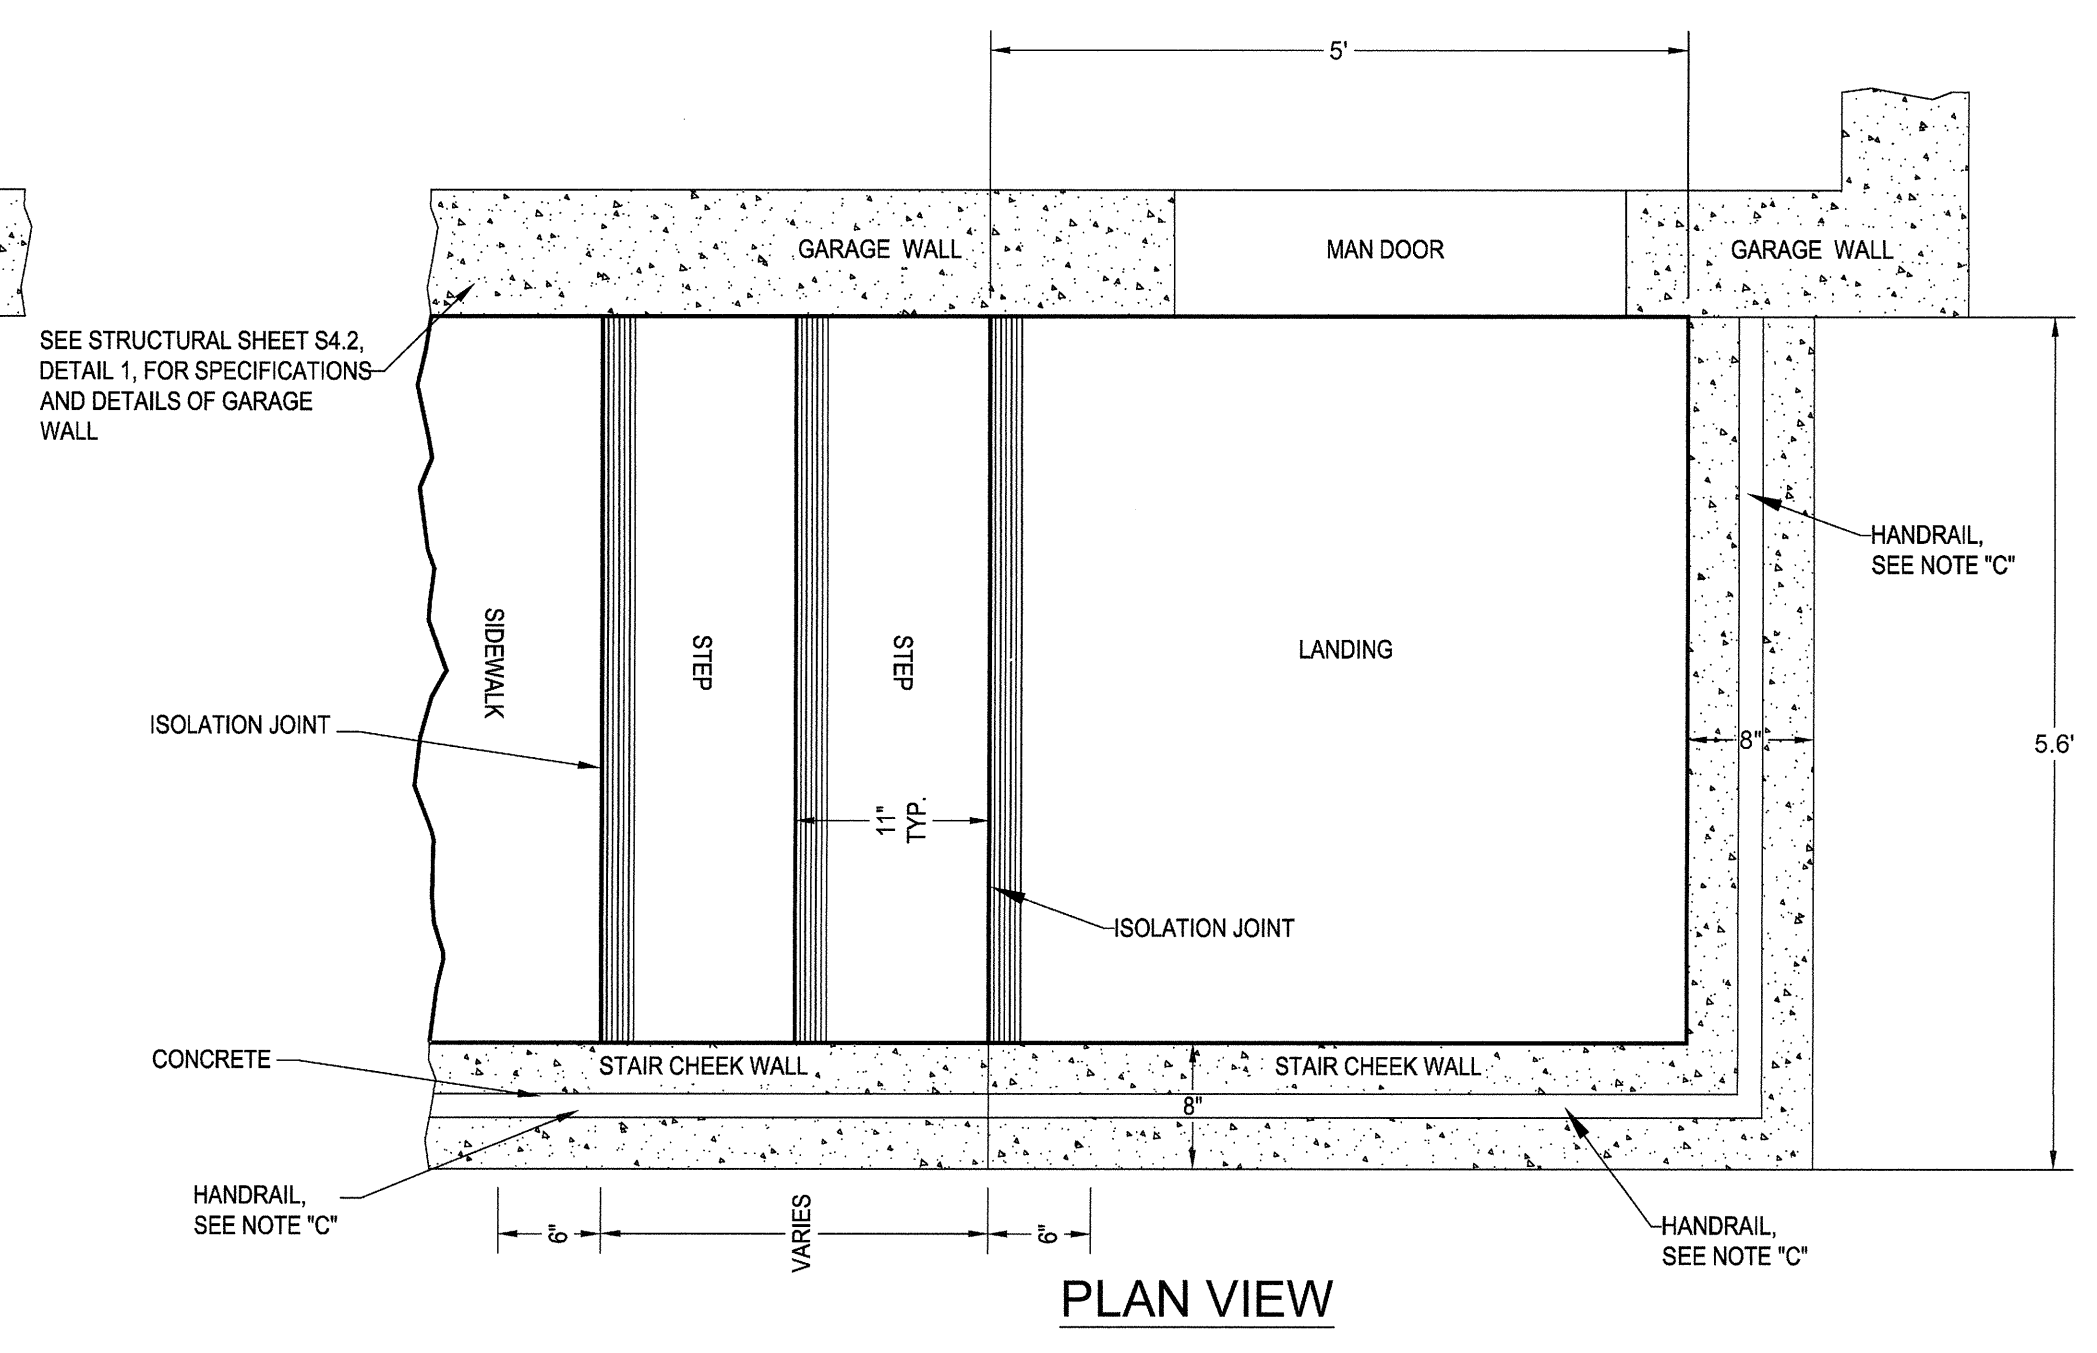 5'
GARAGE WALL
MAN DOOR
GARAGE WALL
SEE STRUCTURAL SHEET S4.2,
DETAIL 1, FOR SPECIFICATIONS
AND DETAILS OF GARAGE
WALL
HANDRAIL,
SEE NOTE "C"
SIDEWALK
STEP
STEP
LANDING
ISOLATION JOINT
8"
5.6'
11"
TYP.
ISOLATION JOINT
CONCRETE
STAIR CHEEK WALL
STAIR CHEEK WALL
8"
HANDRAIL,
SEE NOTE "C"
6"
VARIES
6"
HANDRAIL,
SEE NOTE "C"
PLAN VIEW